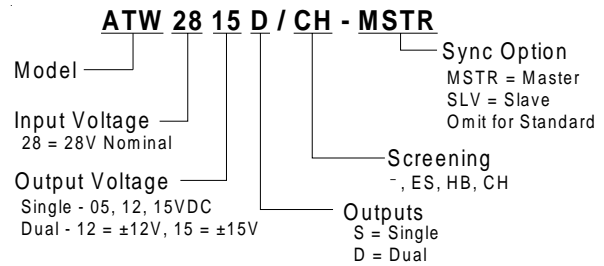 ATW 28 15 D / CH - MSTR
Model
Input Voltage
28 = 28V Nominal
Output Voltage
Single - 05, 12, 15VDC
Dual - 12 = ±12V, 15 = ±15V
Sync Option
MSTR = Master
SLV = Slave
Omit for Standard
Screening
–, ES, HB, CH
Outputs
S = Single
D = Dual